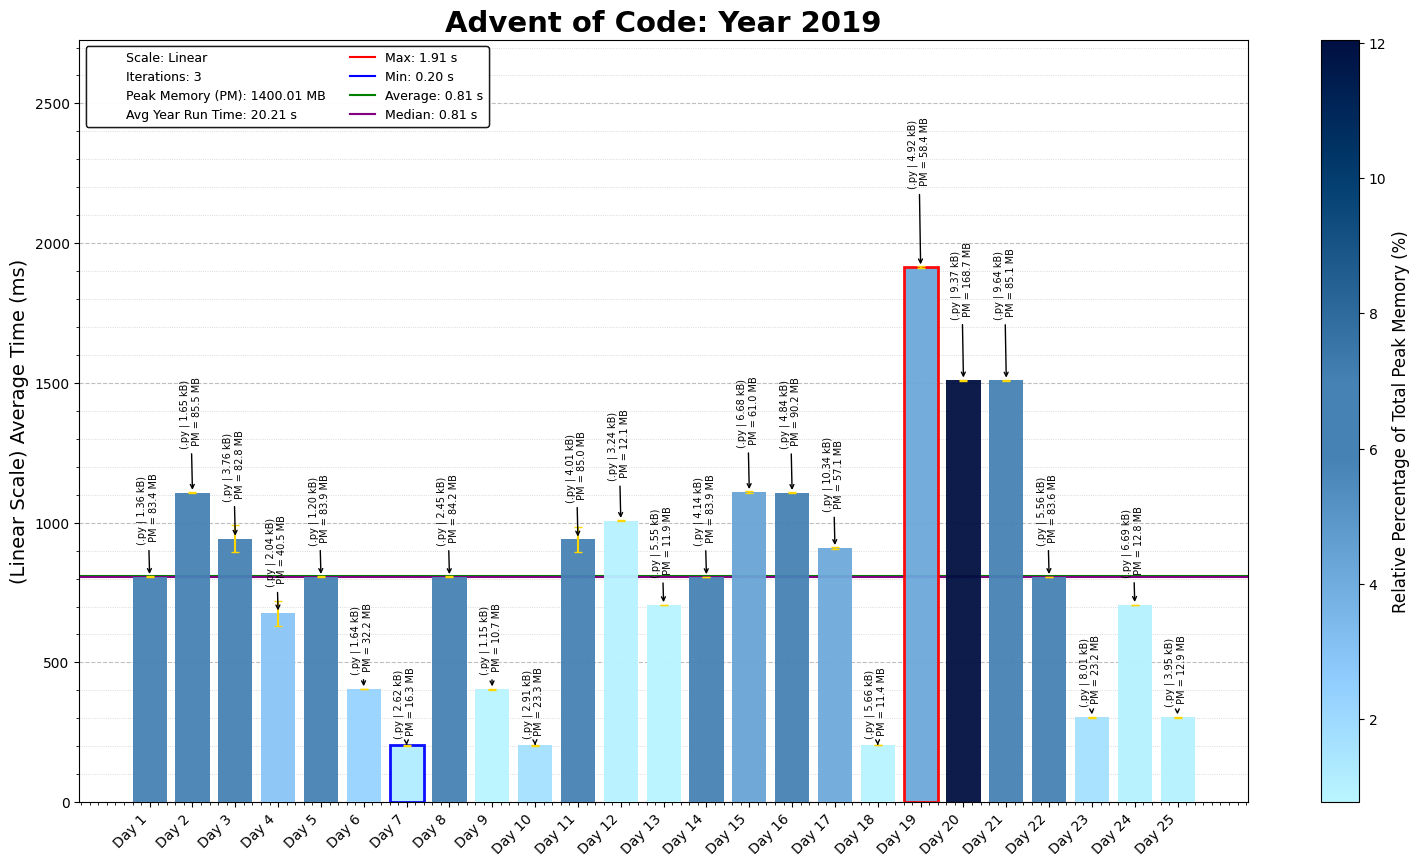 Advent of Code: Year 2019
Scale: Linear
Iterations: 3
Peak Memory (PM): 1400.01 MB
Avg Year Run Time: 20.21 s
Max: 1.91 s
Min: 0.20 s
Average: 0.81 s
Median: 0.81 s
(Linear Scale) Average Time (ms)
2500
2000
1500
1000
500
0
(.py | 1.36 kB)
PM = 83.4 MB
(.py | 1.65 kB)
PM = 85.5 MB
(.py | 3.76 kB)
PM = 82.8 MB
(.py | 2.04 kB)
PM = 40.5 MB
(.py | 1.20 kB)
PM = 83.9 MB
(.py | 1.64 kB)
PM = 32.2 MB
(.py | 2.62 kB)
PM = 16.3 MB
(.py | 2.45 kB)
PM = 84.2 MB
(.py | 1.15 kB)
PM = 10.7 MB
(.py | 2.91 kB)
PM = 23.3 MB
(.py | 4.01 kB)
PM = 85.0 MB
(.py | 3.24 kB)
PM = 12.1 MB
(.py | 5.55 kB)
PM = 11.9 MB
(.py | 4.14 kB)
PM = 83.9 MB
(.py | 6.68 kB)
PM = 61.0 MB
(.py | 4.84 kB)
PM = 90.2 MB
(.py | 10.34 kB)
PM = 57.1 MB
(.py | 5.66 kB)
PM = 11.4 MB
(.py | 4.92 kB)
PM = 58.4 MB
(.py | 9.37 kB)
PM = 168.7 MB
(.py | 9.64 kB)
PM = 85.1 MB
(.py | 5.56 kB)
PM = 83.6 MB
(.py | 8.01 kB)
PM = 23.2 MB
(.py | 6.69 kB)
PM = 12.8 MB
(.py | 3.95 kB)
PM = 12.9 MB
Day 1
Day 2
Day 3
Day 4
Day 5
Day 6
Day 7
Day 8
Day 9
Day 10
Day 11
Day 12
Day 13
Day 14
Day 15
Day 16
Day 17
Day 18
Day 19
Day 20
Day 21
Day 22
Day 23
Day 24
Day 25
12
10
8
6
4
2
Relative Percentage of Total Peak Memory (%)